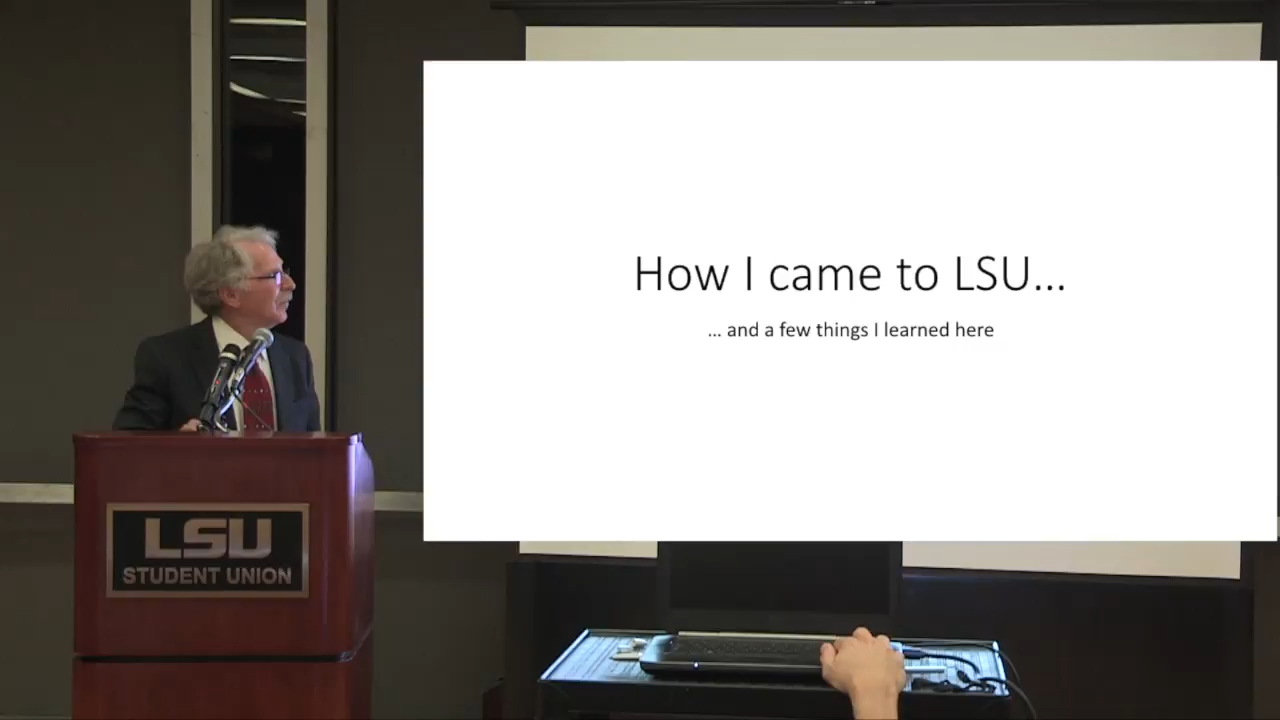 How I came to LSU...
... and a few things I learned here
LSU
STUDENT UNION